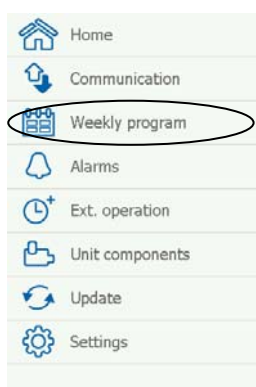 Home
Communication
Weekly program
Alarms
Ext. operation
Unit components
Update
Settings